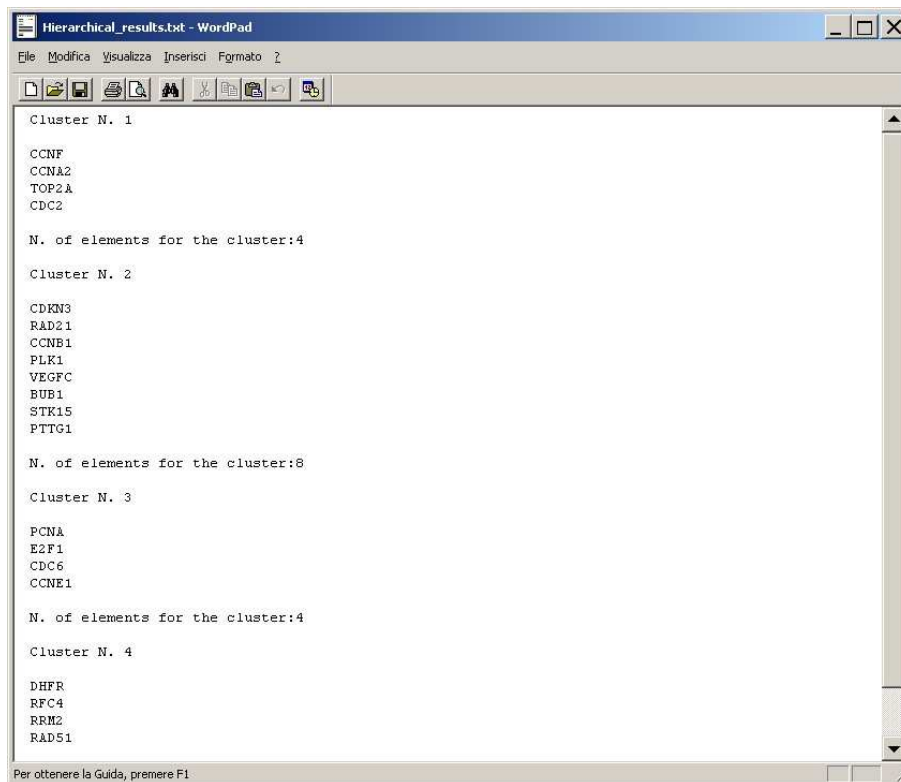 Hierarchical_results.txt - WordPad
File Modifica Visualizza Inserisci Formato ?
Cluster N. 1
CCNF
CCNA2
TOP2A
CDC2
N. of elements for the cluster:4
Cluster N. 2
CDKN3
RAD21
CCNB1
PLK1
VEGFC
BUB1
STK15
PTTG1
N. of elements for the cluster:8
Cluster N. 3
PCNA
E2F1
CDC6
CCNE1
N. of elements for the cluster:4
Cluster N. 4
DHFR
RFC4
RRM2
RAD51
Per ottenere la Guida, premere F1